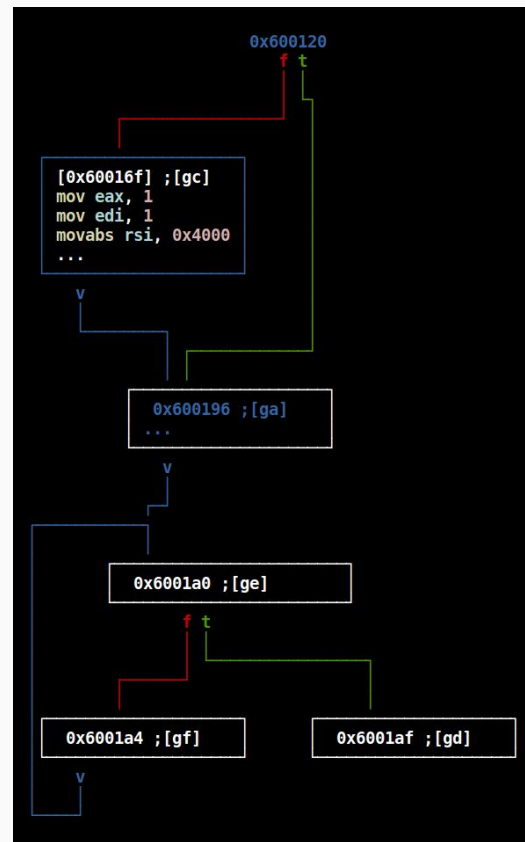 0x600120
f t
[0x60016f] ;[gc]
mov eax, 1
mov edi, 1
movabs rsi, 0x4000
...
v
0x600196 ;[ga]
...
v
0x6001a0 ;[ge]
f t
0x6001a4 ;[gf]
0x6001af ;[gd]
v